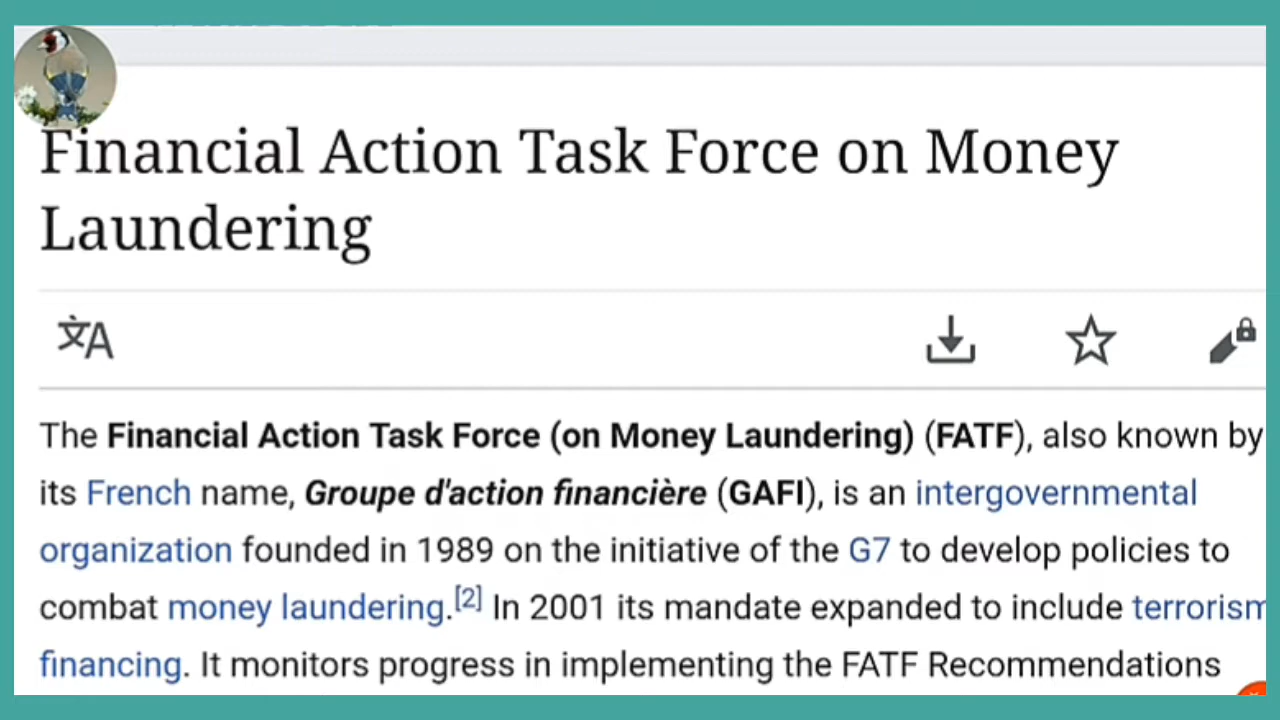 Financial Action Task Force on Money
Laundering
The Financial Action Task Force (on Money Laundering) (FATF), also known by
its French name, Groupe d'action financière (GAFI), is an intergovernmental
organization founded in 1989 on the initiative of the G7 to develop policies to
combat money laundering.[2] In 2001 its mandate expanded to include terrorism
financing. It monitors progress in implementing the FATF Recommendations